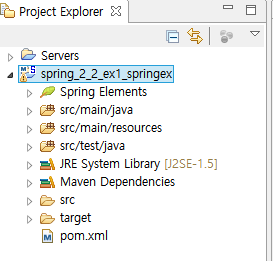 Project Explorer
Servers
spring_2_2_ex1_springex
Spring Elements
src/main/java
src/main/resources
src/test/java
JRE System Library [J2SE-1.5]
Maven Dependencies
src
target
pom.xml